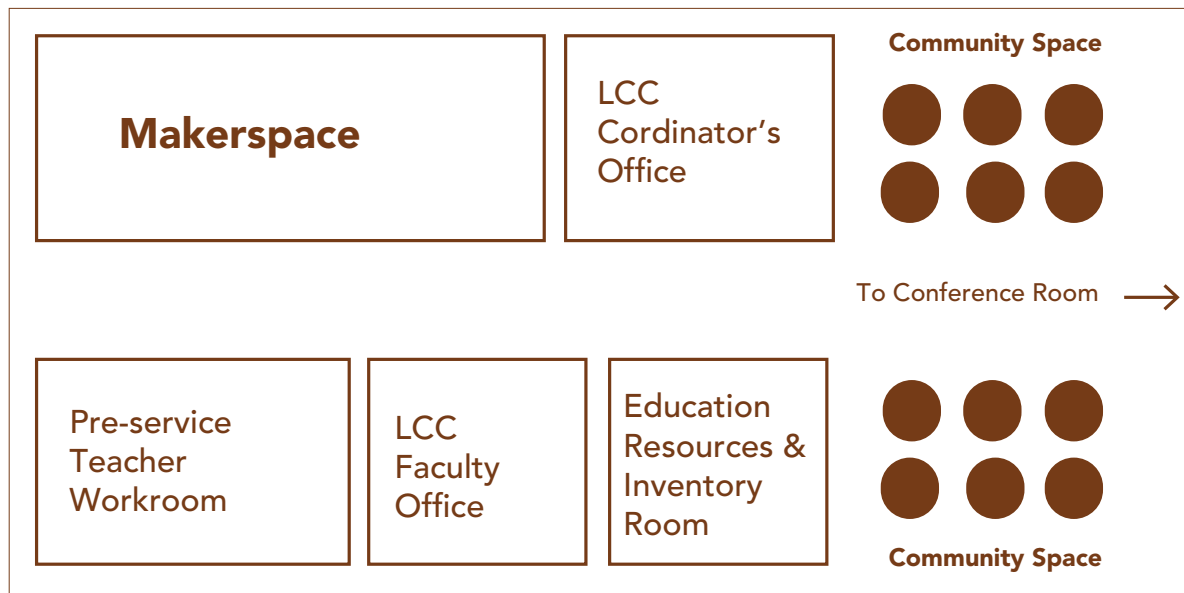 Makerspace
LCC
Cordinator's
Office
Community Space
To Conference Room
Pre-service
Teacher
Workroom
LCC
Faculty
Office
Education
Resources &
Inventory
Room
Community Space